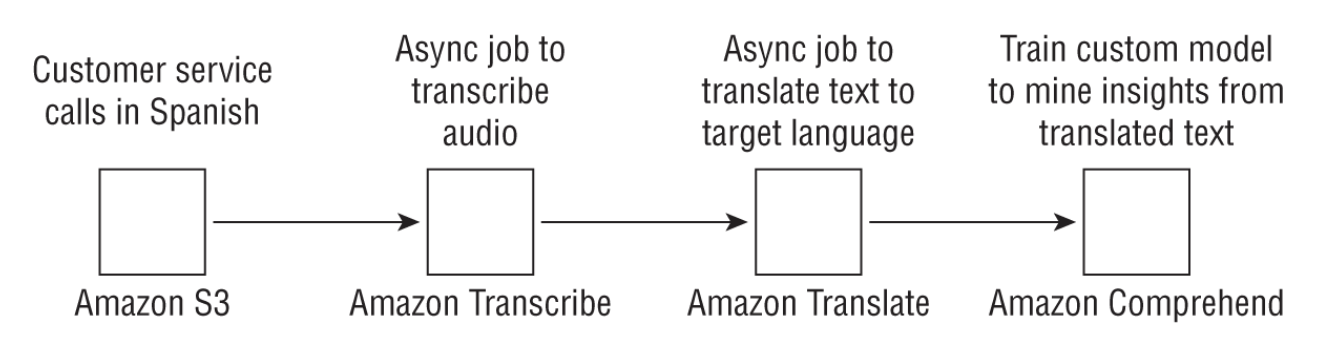 Customer service
calls in Spanish
Async job to
transcribe
audio
Async job to
translate text to
target language
Train custom model
to mine insights from
translated text
Amazon S3
Amazon Transcribe
Amazon Translate
Amazon Comprehend